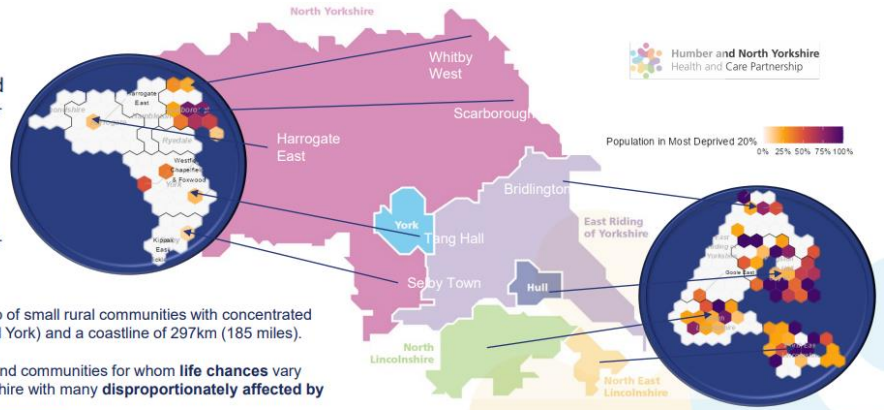 North Yorkshire
Whitby
West
Humber and North Yorkshire
Health and Care Partnership
Scarborough
Harrogate
East
Population in Most Deprived 20%
0% 25% 50% 75% 100%
Harrogate
East
Ryedale
Westfield
Chapelfields
& Foxwood
York
York
Tang Hall
Bridlington
East Riding
of Yorkshire
Selby Town
Hull
Goole East
North
Lincolnshire
North East
Lincolnshire
of small rural communities with concentrated
York) and a coastline of 297km (185 miles).
nd communities for whom life chances vary
shire with many disproportionately affected by